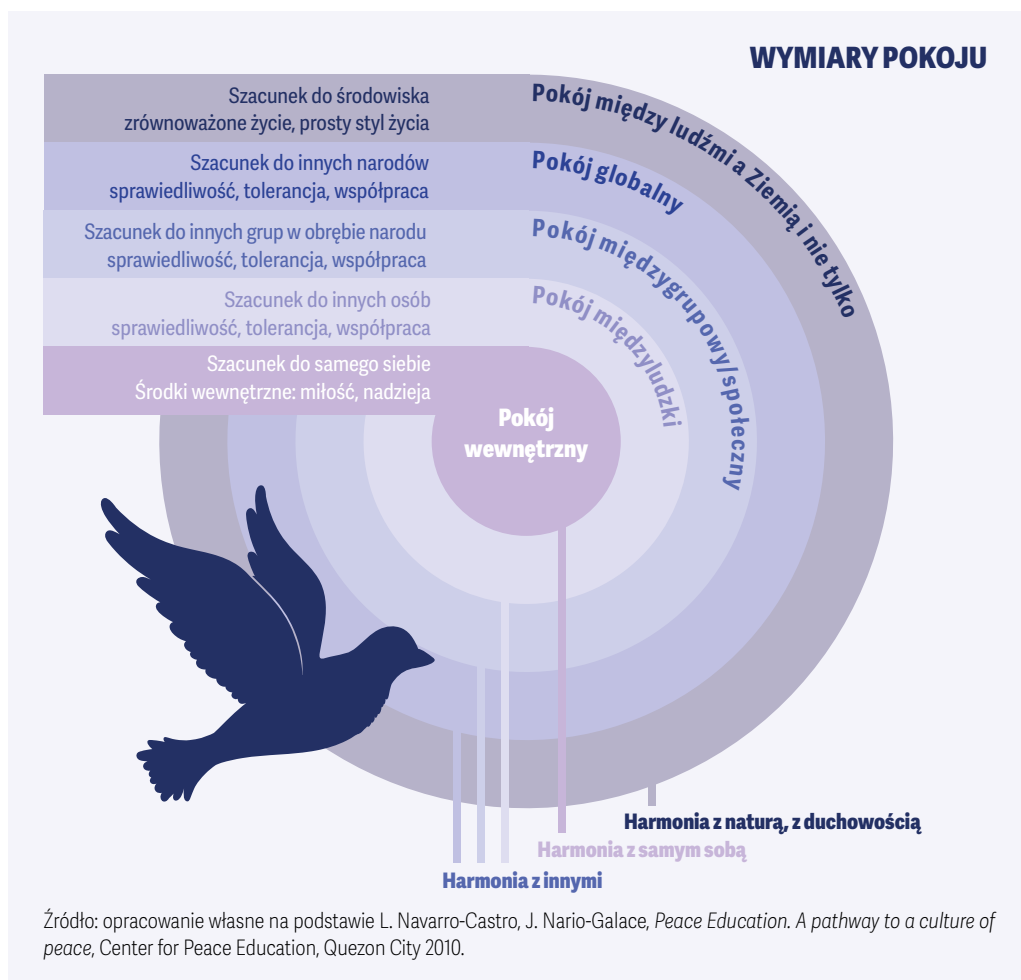 WYMIARY POKOJU
Szacunek do środowiska
zrównoważone życie, prosty styl życia
Pokój między ludźmi a Ziemią i nie tylko
Szacunek do innych narodów
sprawiedliwość, tolerancja, współpraca
Pokój globalny
Szacunek do innych grup w obrębie narodu
sprawiedliwość, tolerancja, współpraca
Pokój międzygrupowy/społeczny
Szacunek do innych osób
sprawiedliwość, tolerancja, współpraca
Pokój międzyludzki
Szacunek do samego siebie
Środki wewnętrzne: miłość, nadzieja
Pokój
wewnętrzny
Harmonia z naturą, z duchowością
Harmonia z samym sobą
Harmonia z innymi
Źródło: opracowanie własne na podstawie L. Navarro-Castro, J. Nario-Galace, Peace Education. A pathway to a culture of
peace, Center for Peace Education, Quezon City 2010.